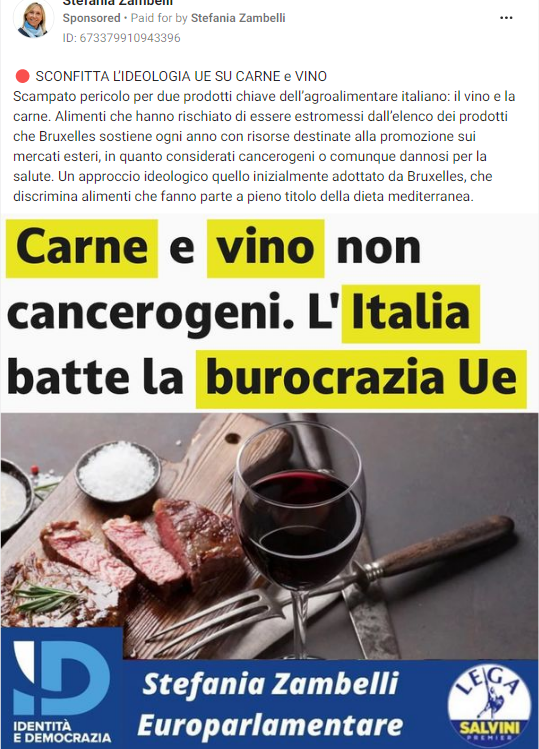 Stefania Zambelli
Sponsored • Paid for by Stefania Zambelli
ID: 673379910943396
🔴 SCONFITTA L'IDEOLOGIA UE SU CARNE e VINO
Scampato pericolo per due prodotti chiave dell'agroalimentare italiano: il vino e la
carne. Alimenti che hanno rischiato di essere estromessi dall'elenco dei prodotti
che Bruxelles sostiene ogni anno con risorse destinate alla promozione sui
mercati esteri, in quanto considerati cancerogeni o comunque dannosi per la
salute. Un approccio ideologico quello inizialmente adottato da Bruxelles, che
discrimina alimenti che fanno parte a pieno titolo della dieta mediterranea.
Carne e vino non
cancerogeni. L'Italia
batte la burocrazia Ue
ID
IDENTITÀ
E DEMOCRAZIA
Stefania Zambelli
Europarlamentare
LEGA
SALVINI
PREMIER